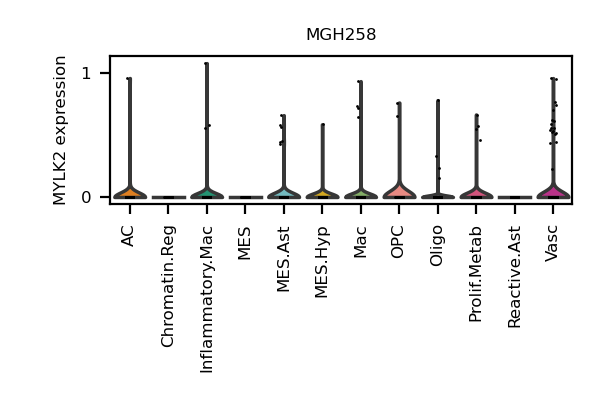 MGH258
MYLK2 expression
1
0
AC
Chromatin.Reg
Inflammatory.Mac
MES
MES.Ast
MES.Hyp
Mac
OPC
Oligo
Prolif.Metab
Reactive.Ast
Vasc